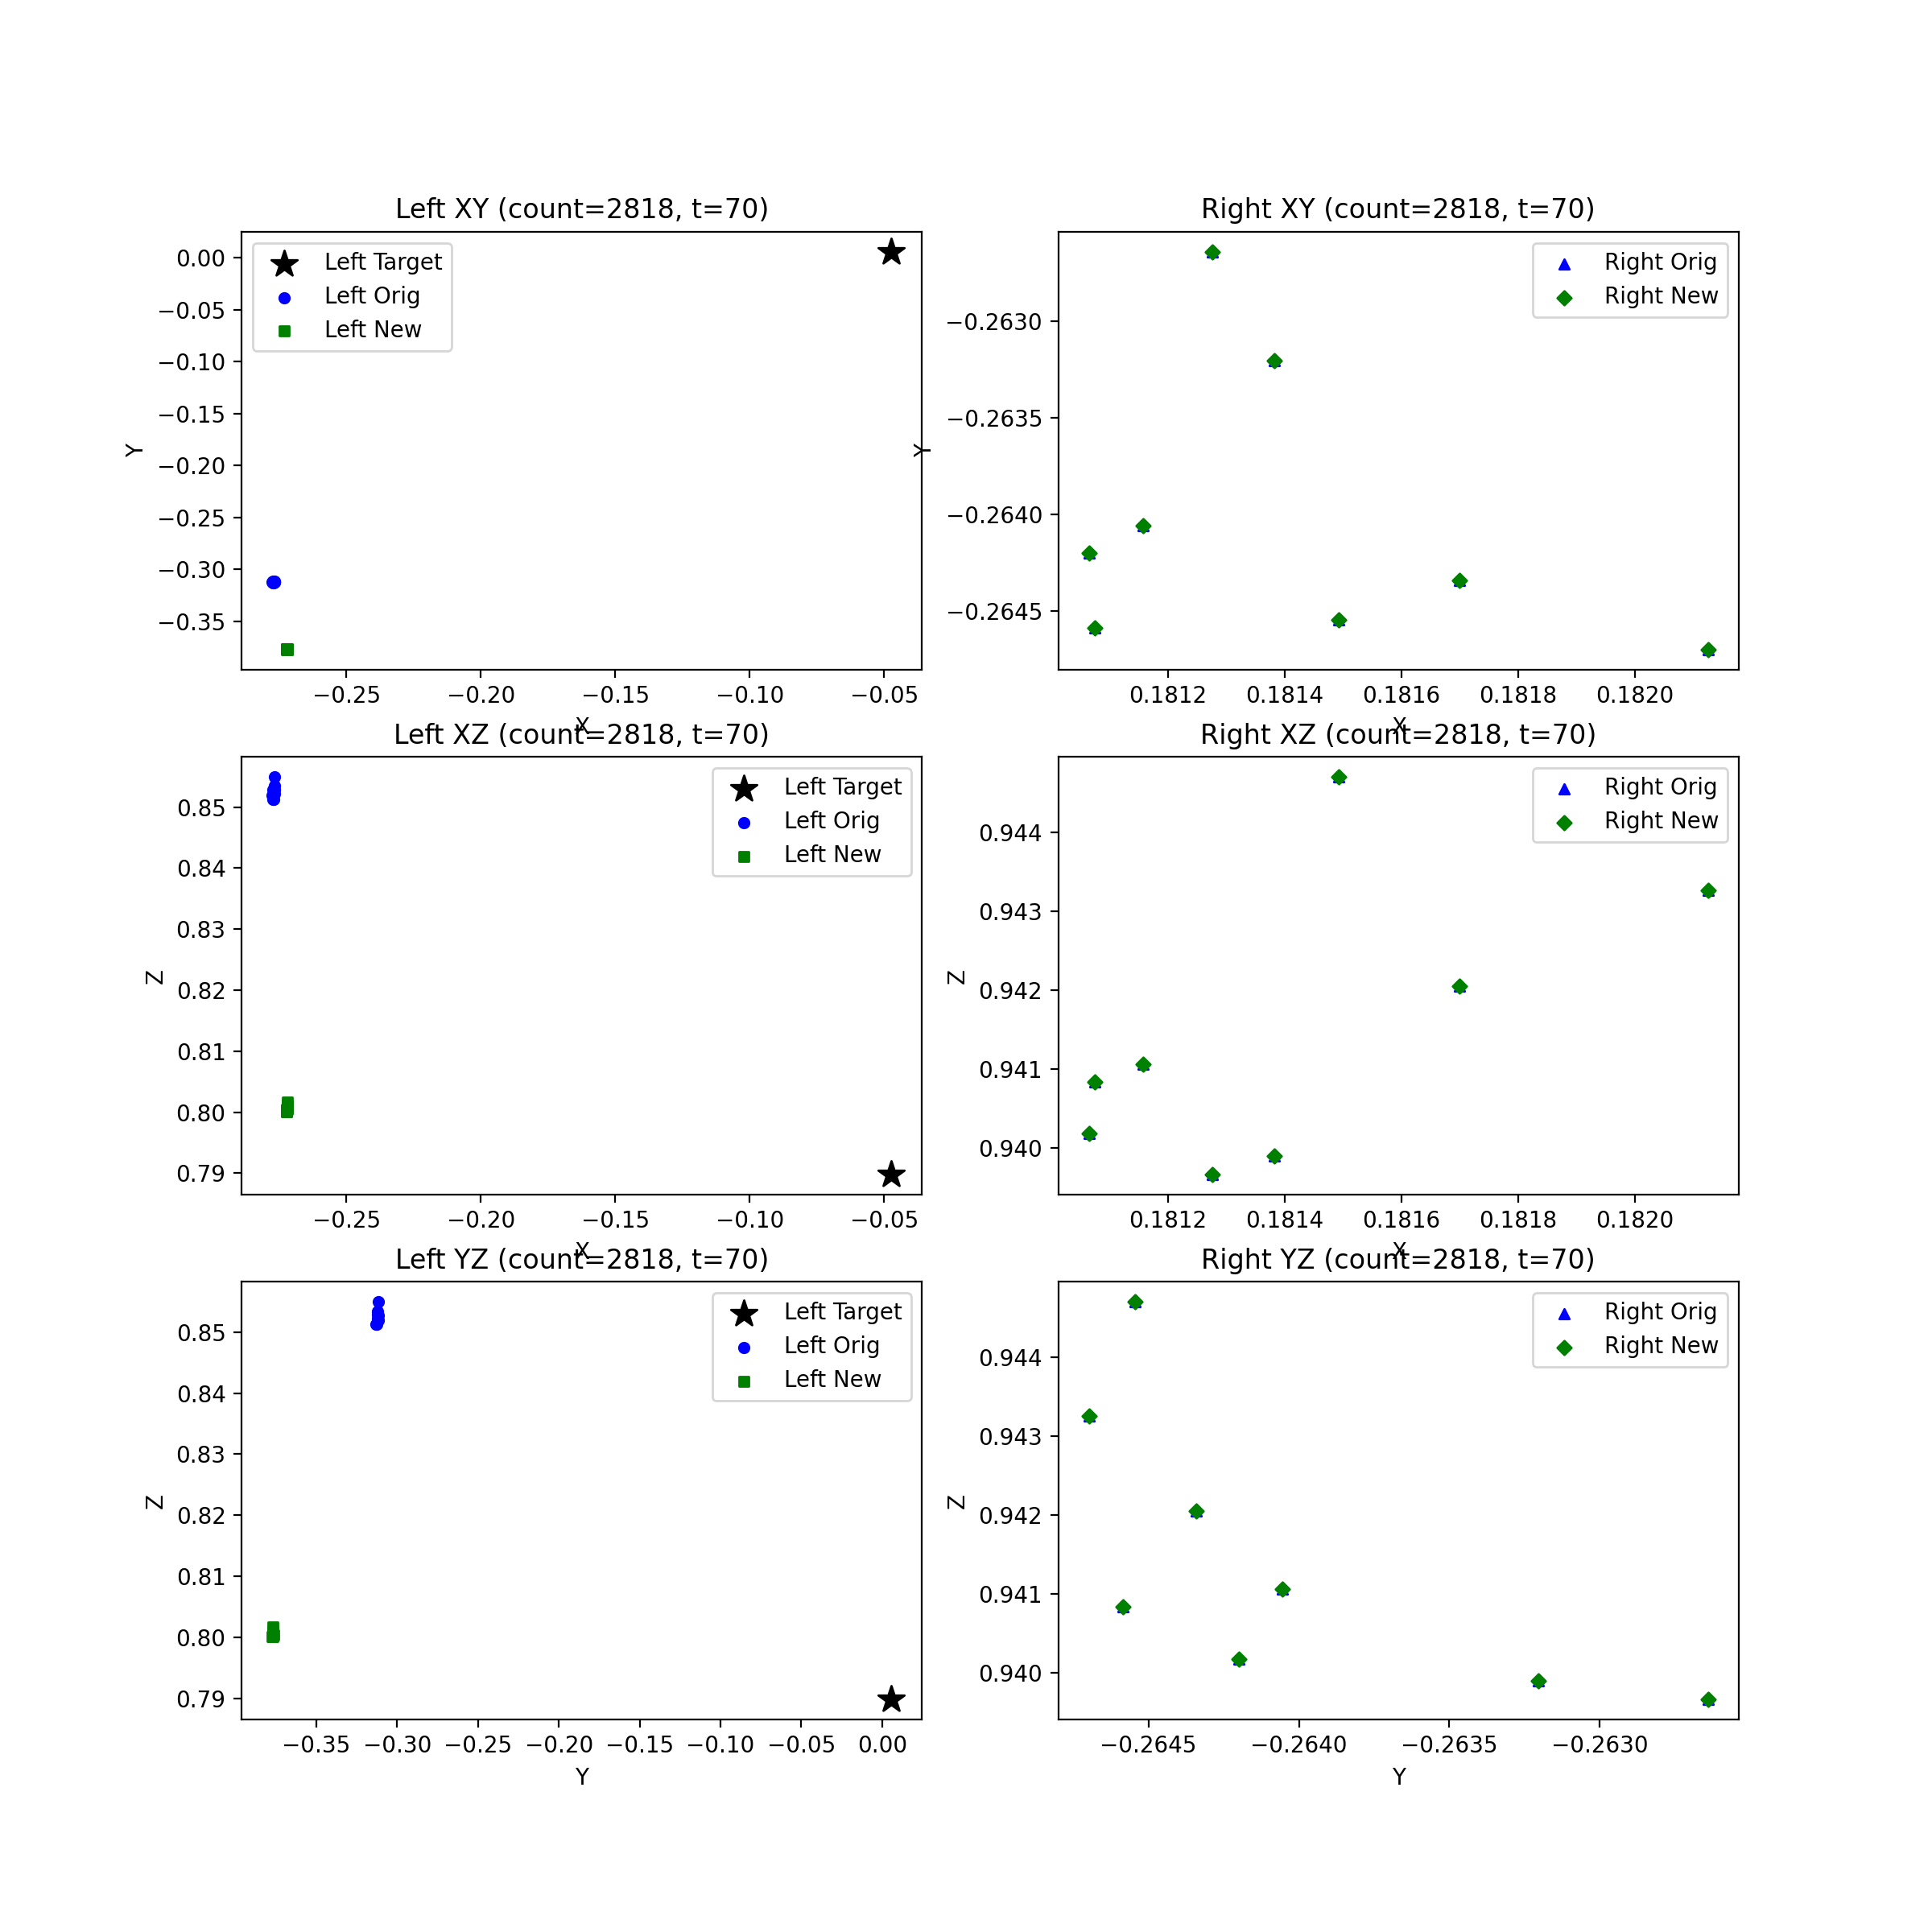 Left XY (count=2818, t=70)
Right XY (count=2818, t=70)
0.00
−0.05
−0.10
−0.15
−0.20
−0.25
−0.30
−0.35
Y
Left Target
Left Orig
Left New
−0.25 −0.20 −0.15 −0.10 −0.05
X
−0.2630
−0.2635
−0.2640
−0.2645
Y
Right Orig
Right New
0.1812 0.1814 0.1816 0.1818 0.1820
X
Left XZ (count=2818, t=70)
Right XZ (count=2818, t=70)
0.85
0.84
0.83
0.82
0.81
0.80
0.79
Z
Left Target
Left Orig
Left New
−0.25 −0.20 −0.15 −0.10 −0.05
X
0.944
0.943
0.942
0.941
0.940
Z
Right Orig
Right New
0.1812 0.1814 0.1816 0.1818 0.1820
X
Left YZ (count=2818, t=70)
Right YZ (count=2818, t=70)
0.85
0.84
0.83
0.82
0.81
0.80
0.79
Z
Left Target
Left Orig
Left New
−0.35 −0.30 −0.25 −0.20 −0.15 −0.10 −0.05 0.00
Y
0.944
0.943
0.942
0.941
0.940
Z
Right Orig
Right New
−0.2645 −0.2640 −0.2635 −0.2630
Y